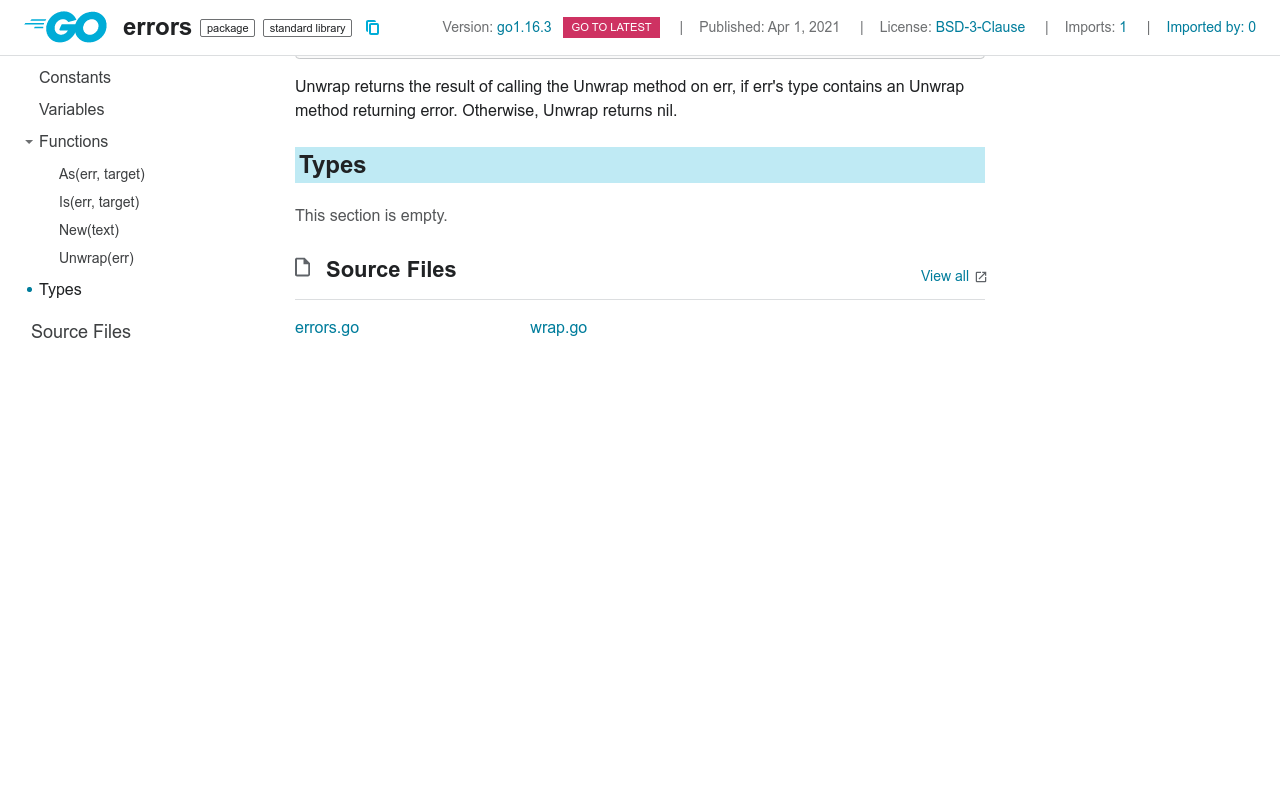 GO errors package standard library Version: go1.16.3 GO TO LATEST | Published: Apr 1, 2021 | License: BSD-3-Clause | Imports: 1 | Imported by: 0
Constants
Variables
Functions
As(err, target)
Is(err, target)
New(text)
Unwrap(err)
Types
Source Files
Unwrap returns the result of calling the Unwrap method on err, if err's type contains an Unwrap
method returning error. Otherwise, Unwrap returns nil.
Types
This section is empty.
Source Files
View all
errors.go wrap.go